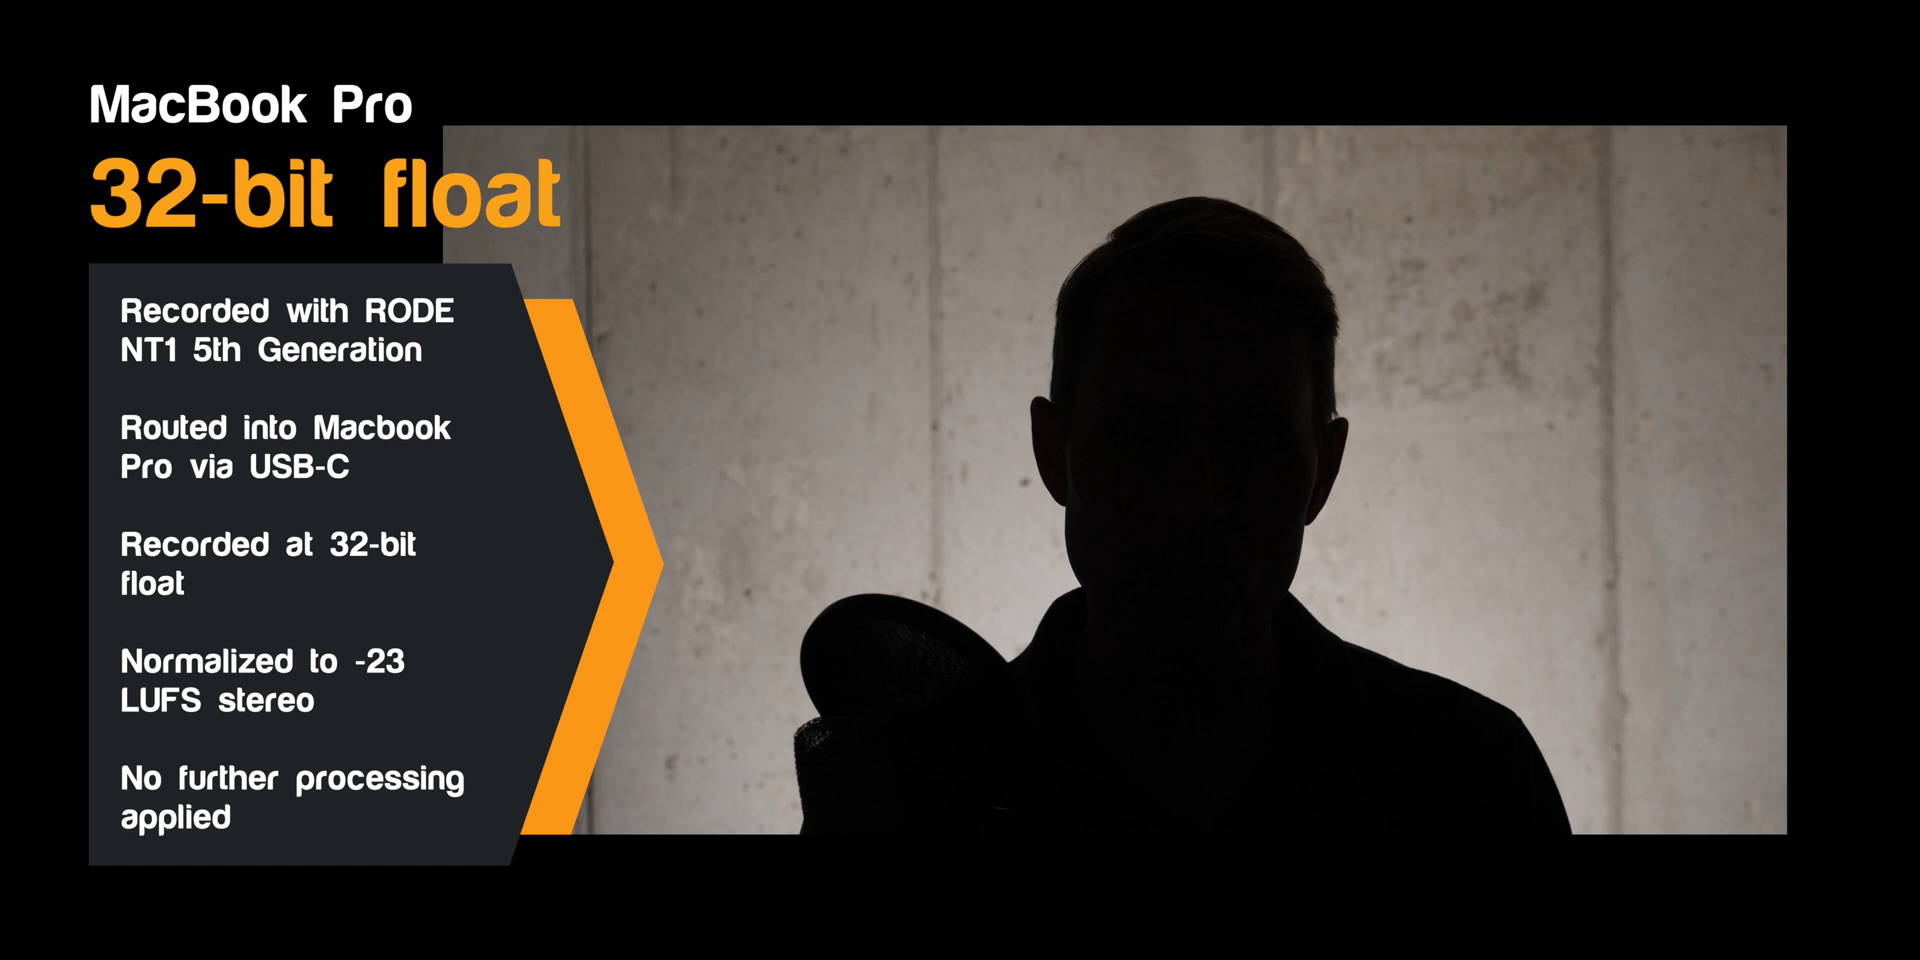 MacBook Pro
32-bit float
Recorded with RODE
NT1 5th Generation
Routed into Macbook
Pro via USB-C
Recorded at 32-bit
float
Normalized to -23
LUFS stereo
No further processing
applied